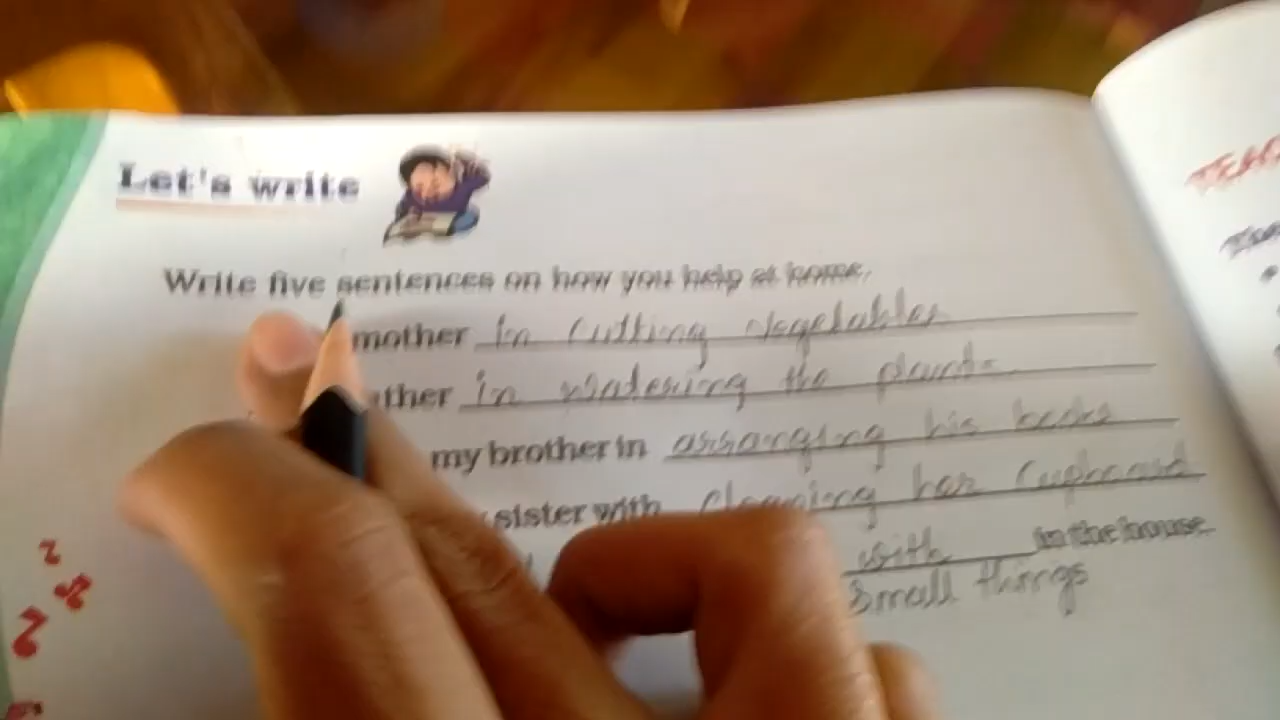 Let's write
Write five sentences on how you help at home.
mother in cutting vegetables
ather in watering the plants
my brother in arranging his books
sister with cleaning her cupboard
with in the house.
small things